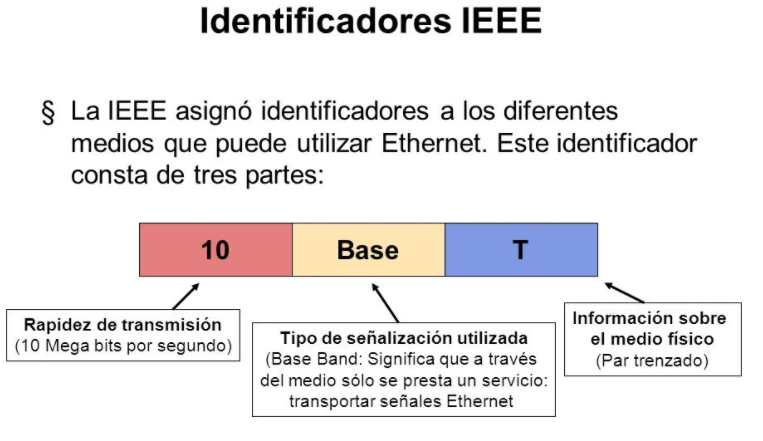 Identificadores IEEE
§ La IEEE asignó identificadores a los diferentes
medios que puede utilizar Ethernet. Este identificador
consta de tres partes:
10 Base T
Rapidez de transmisión
(10 Mega bits por segundo)
Tipo de señalización utilizada
(Base Band: Significa que a través
del medio sólo se presta un servicio:
transportar señales Ethernet
Información sobre
el medio físico
(Par trenzado)